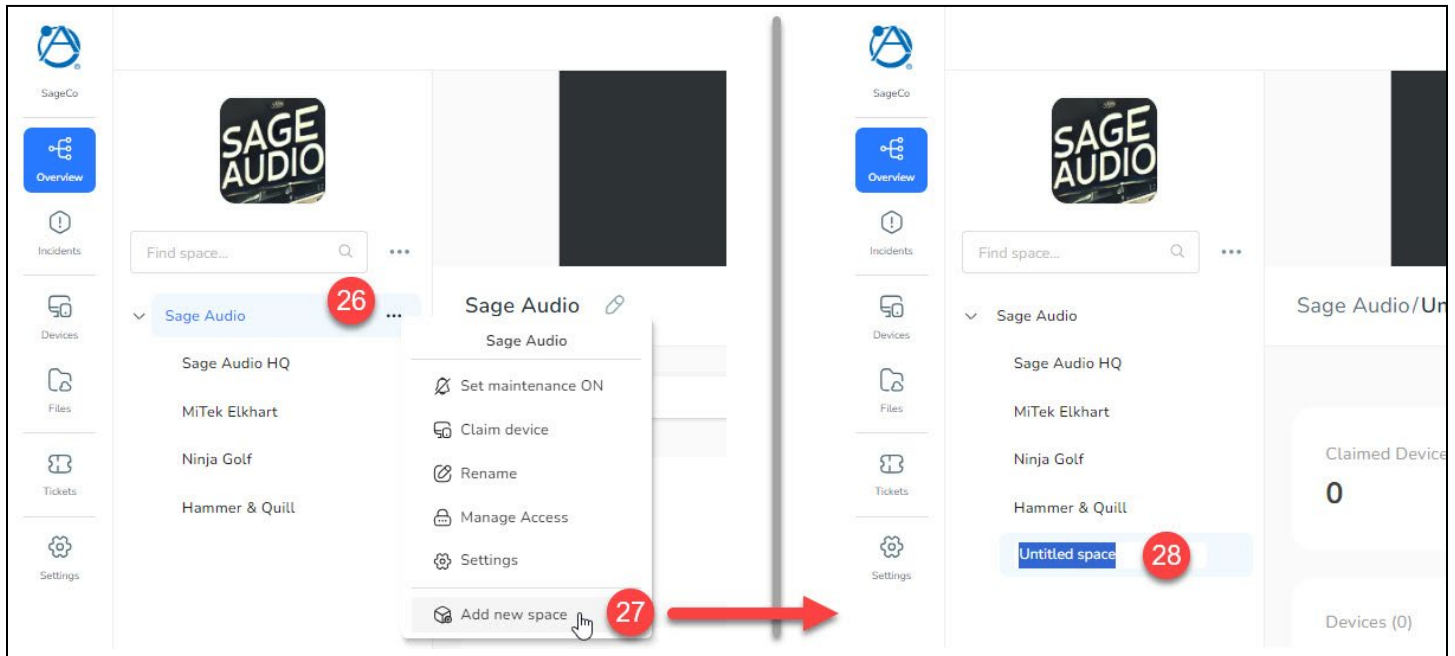 SageCo
Overview
Incidents
Devices
Files
Tickets
Settings
SAGE
AUDIO
Find space...
26
Sage Audio
Sage Audio HQ
MiTek Elkhart
Ninja Golf
Hammer & Quill
Sage Audio
Sage Audio
Set maintenance ON
Claim device
Rename
Manage Access
Settings
Add new space
27
SageCo
Overview
Incidents
Devices
Files
Tickets
Settings
SAGE
AUDIO
Find space...
Sage Audio
Sage Audio HQ
MiTek Elkhart
Ninja Golf
Hammer & Quill
Untitled space
28
Sage Audio/Un
Claimed Device
0
Devices (0)